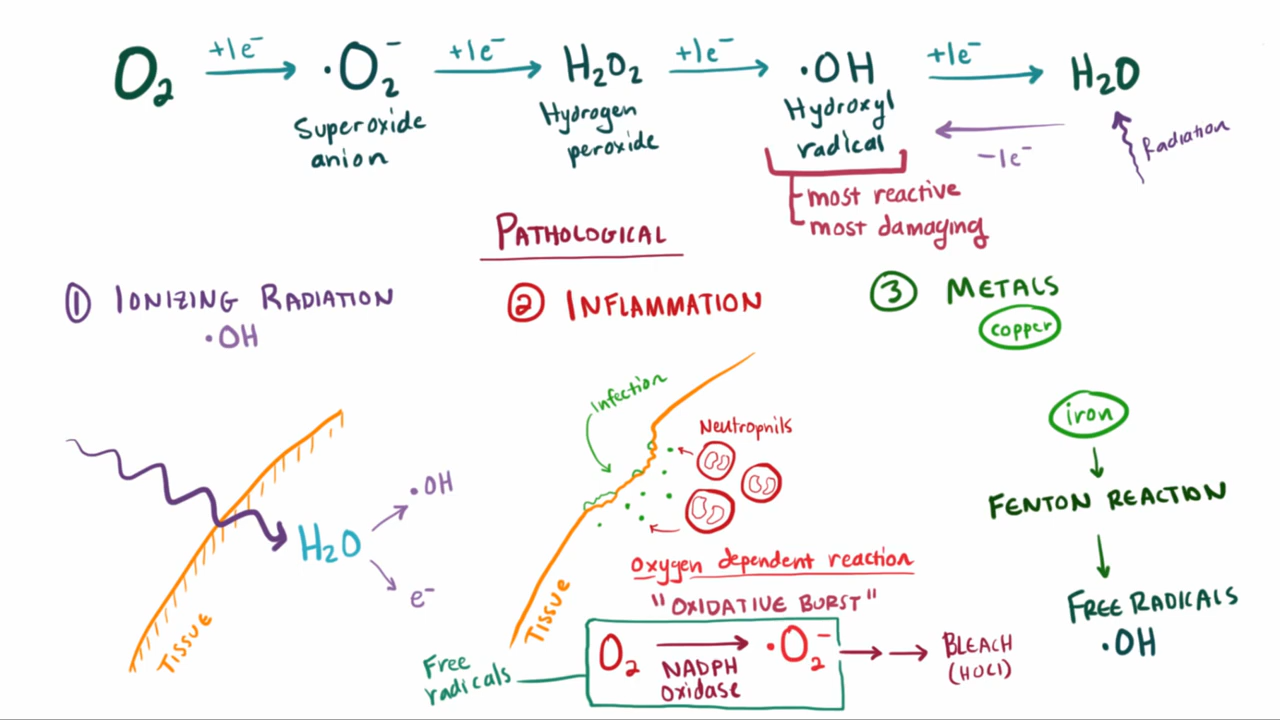 O₂ +1e⁻ ·O₂⁻ +1e⁻ H₂O₂ +1e⁻ ·OH +1e⁻ H₂O
Superoxide
anion
Hydrogen
peroxide
Hydroxyl
radical
−1e⁻
Radiation
most reactive
most damaging
PATHOLOGICAL
① IONIZING RADIATION
·OH
H₂O
·OH
e⁻
TISSUE
② INFLAMMATION
Infection
Neutrophils
TISSUE
Oxygen dependent reaction
"OXIDATIVE BURST"
Free
radicals
O₂ NADPH ·O₂⁻
Oxidase
BLEACH
(HOCl)
③ METALS
copper
iron
FENTON REACTION
FREE RADICALS
·OH